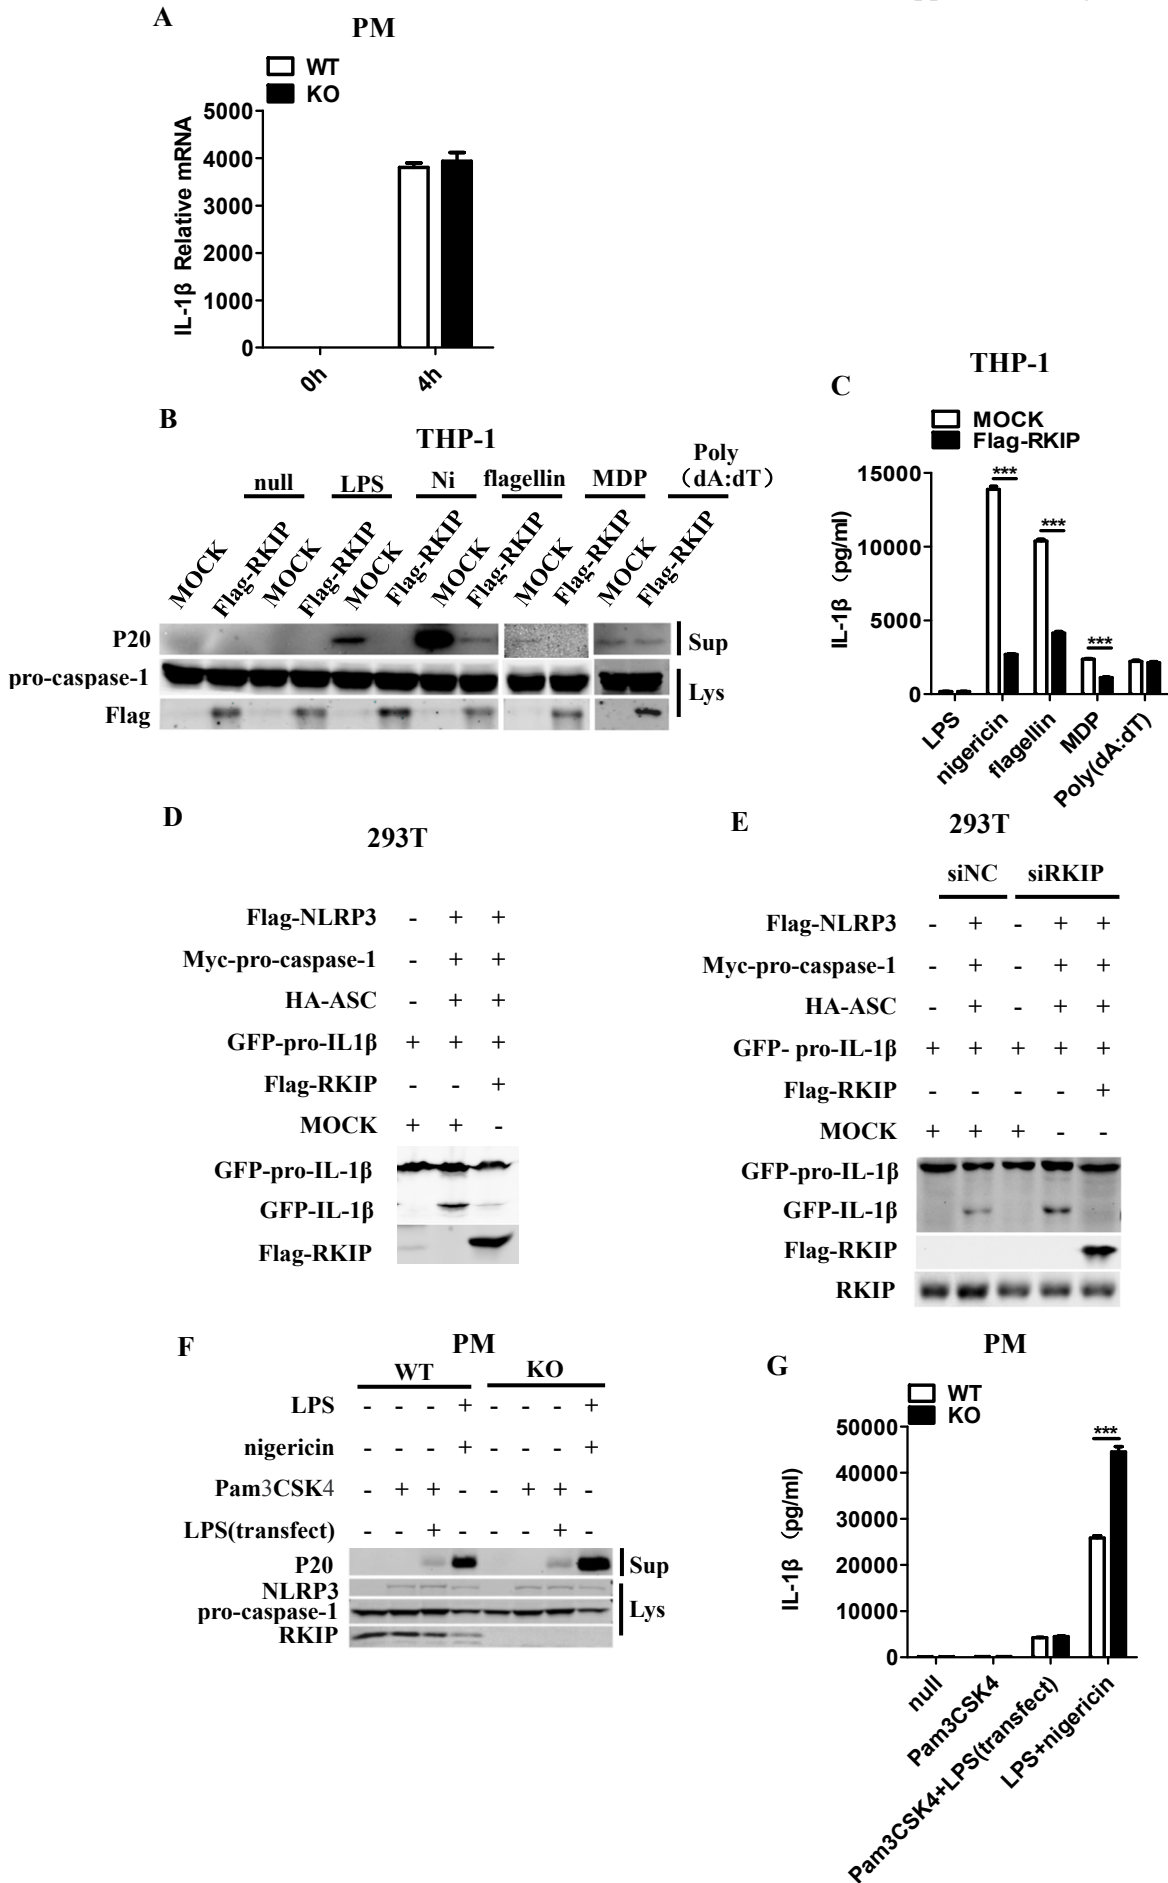 A
PM
WT
KO
IL-1β Relative mRNA
5000
4000
3000
2000
1000
0
0h
4h
B
THP-1
null
LPS
Ni
flagellin
MDP
Poly
(dA:dT)
MOCK
Flag-RKIP
MOCK
Flag-RKIP
MOCK
Flag-RKIP
MOCK
Flag-RKIP
MOCK
Flag-RKIP
MOCK
Flag-RKIP
P20
Sup
pro-caspase-1
Lys
Flag
C
THP-1
MOCK
Flag-RKIP
IL-1β (pg/ml)
15000
10000
5000
0
***
***
***
LPS
nigericin
flagellin
MDP
Poly(dA:dT)
D
293T
Flag-NLRP3 - + +
Myc-pro-caspase-1 - + +
HA-ASC - + +
GFP-pro-IL1β + + +
Flag-RKIP - - +
MOCK + + -
GFP-pro-IL-1β
GFP-IL-1β
Flag-RKIP
E
293T
siNC siRKIP
Flag-NLRP3 - + - + +
Myc-pro-caspase-1 - + - + +
HA-ASC - + - + +
GFP- pro-IL-1β + + + + +
Flag-RKIP - - - - +
MOCK + + + - -
GFP-pro-IL-1β
GFP-IL-1β
Flag-RKIP
RKIP
F
PM
WT KO
LPS - - - + - - - +
nigericin - - - + - - - +
Pam3CSK4 - + + - - + + -
LPS(transfect) - - + - - - + -
P20
Sup
NLRP3
pro-caspase-1
Lys
RKIP
G
PM
WT
KO
IL-1β (pg/ml)
50000
40000
30000
20000
10000
0
***
null
Pam3CSK4
Pam3CSK4+LPS(transfect)
LPS+nigericin